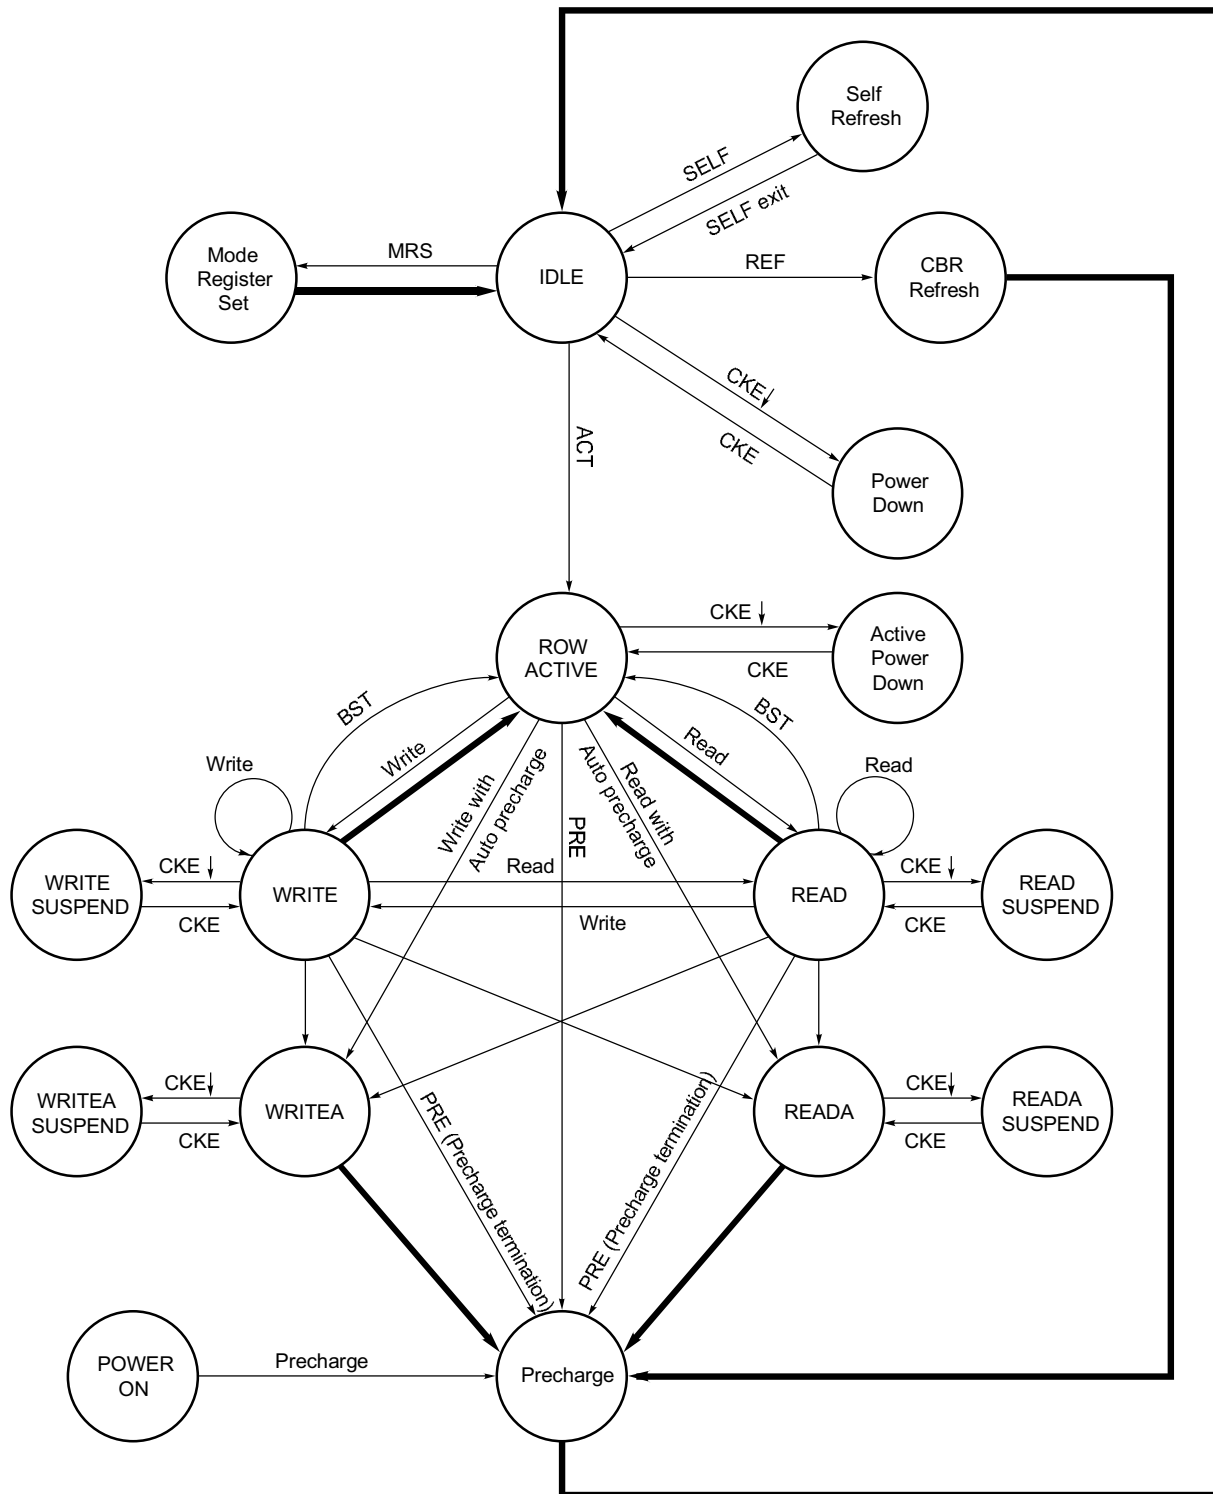 Self
Refresh
SELF
SELF exit
Mode
Register
Set
MRS
IDLE
REF
CBR
Refresh
CKE
CKE
Power
Down
ACT
ROW
ACTIVE
CKE
CKE
Active
Power
Down
BST
BST
Write
Read
Write
Write with
Auto precharge
PRE
Read with
Auto precharge
Read
WRITE
SUSPEND
CKE
CKE
WRITE
Read
Write
READ
CKE
CKE
READ
SUSPEND
WRITEA
SUSPEND
CKE
CKE
WRITEA
PRE (Precharge termination)
PRE (Precharge termination)
READA
CKE
CKE
READA
SUSPEND
POWER
ON
Precharge
Precharge